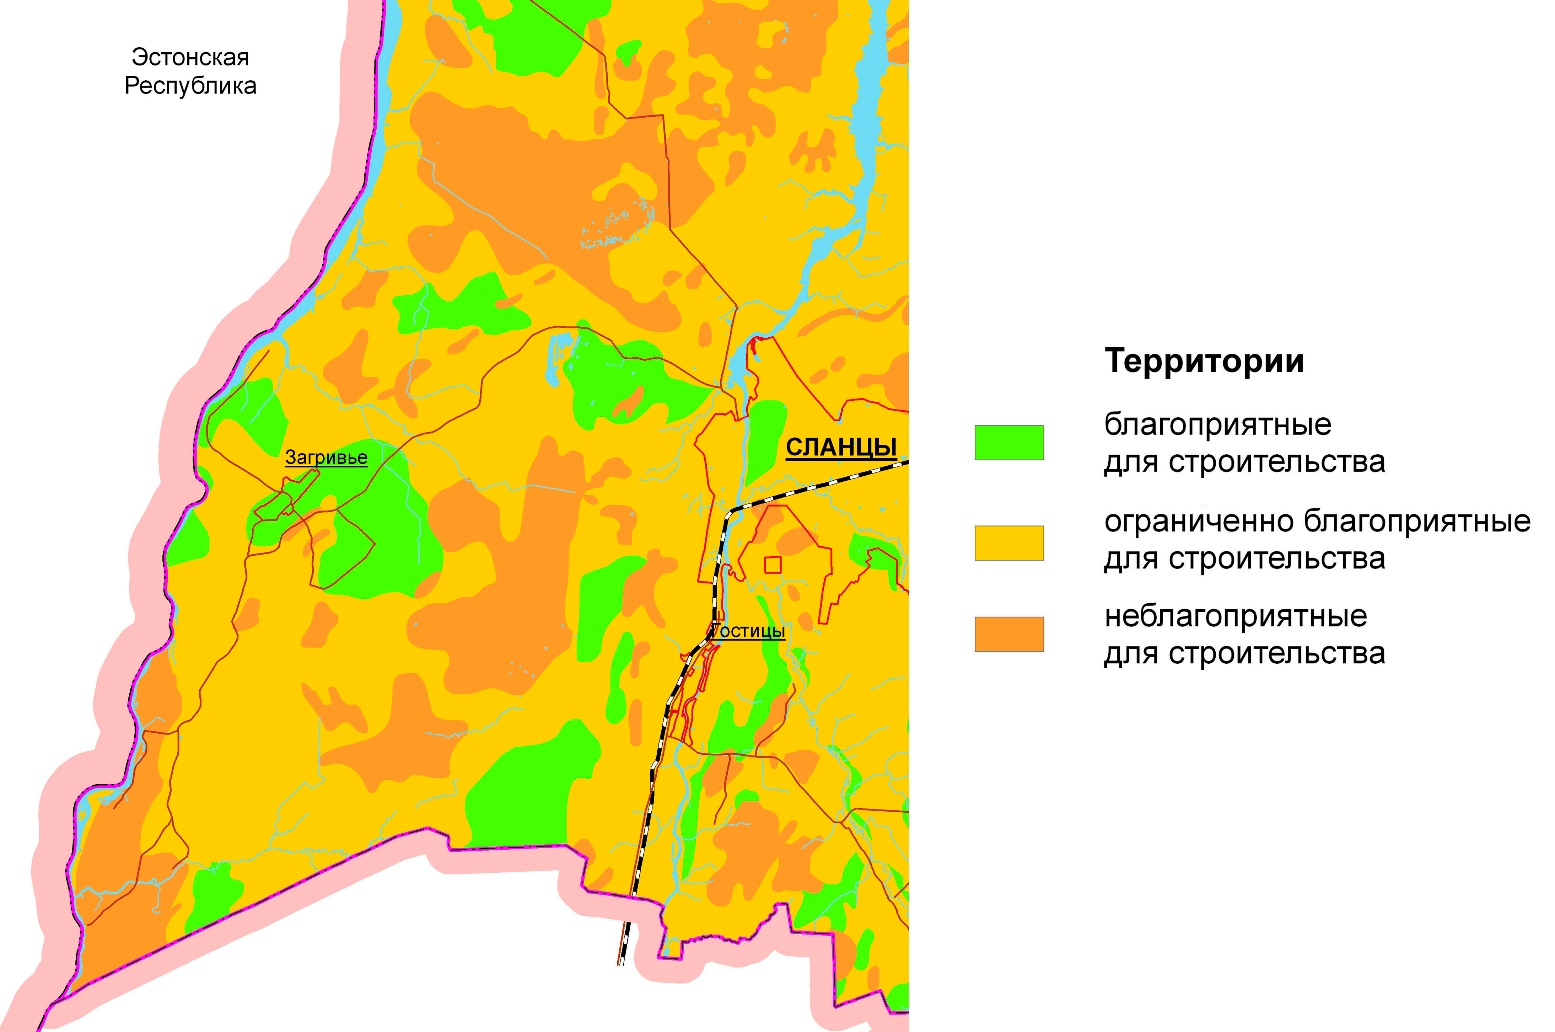 Эстонская
Республика
Загривье
СЛАНЦЫ
Гостицы
Территории
благоприятные
для строительства
ограниченно благоприятные
для строительства
неблагоприятные
для строительства